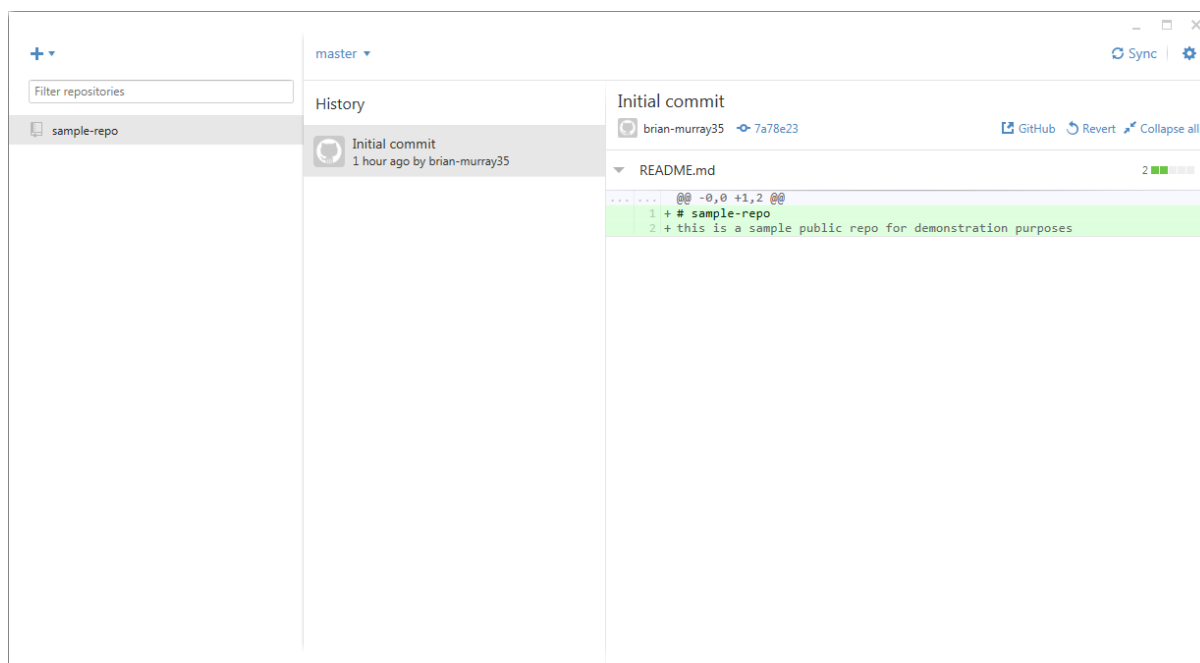 master
Sync
Filter repositories
sample-repo
History
Initial commit
1 hour ago by brian-murray35
Initial commit
brian-murray35 7a78e23
GitHub Revert Collapse all
README.md 2
... ... @@ -0,0 +1,2 @@
1 + # sample-repo
2 + this is a sample public repo for demonstration purposes